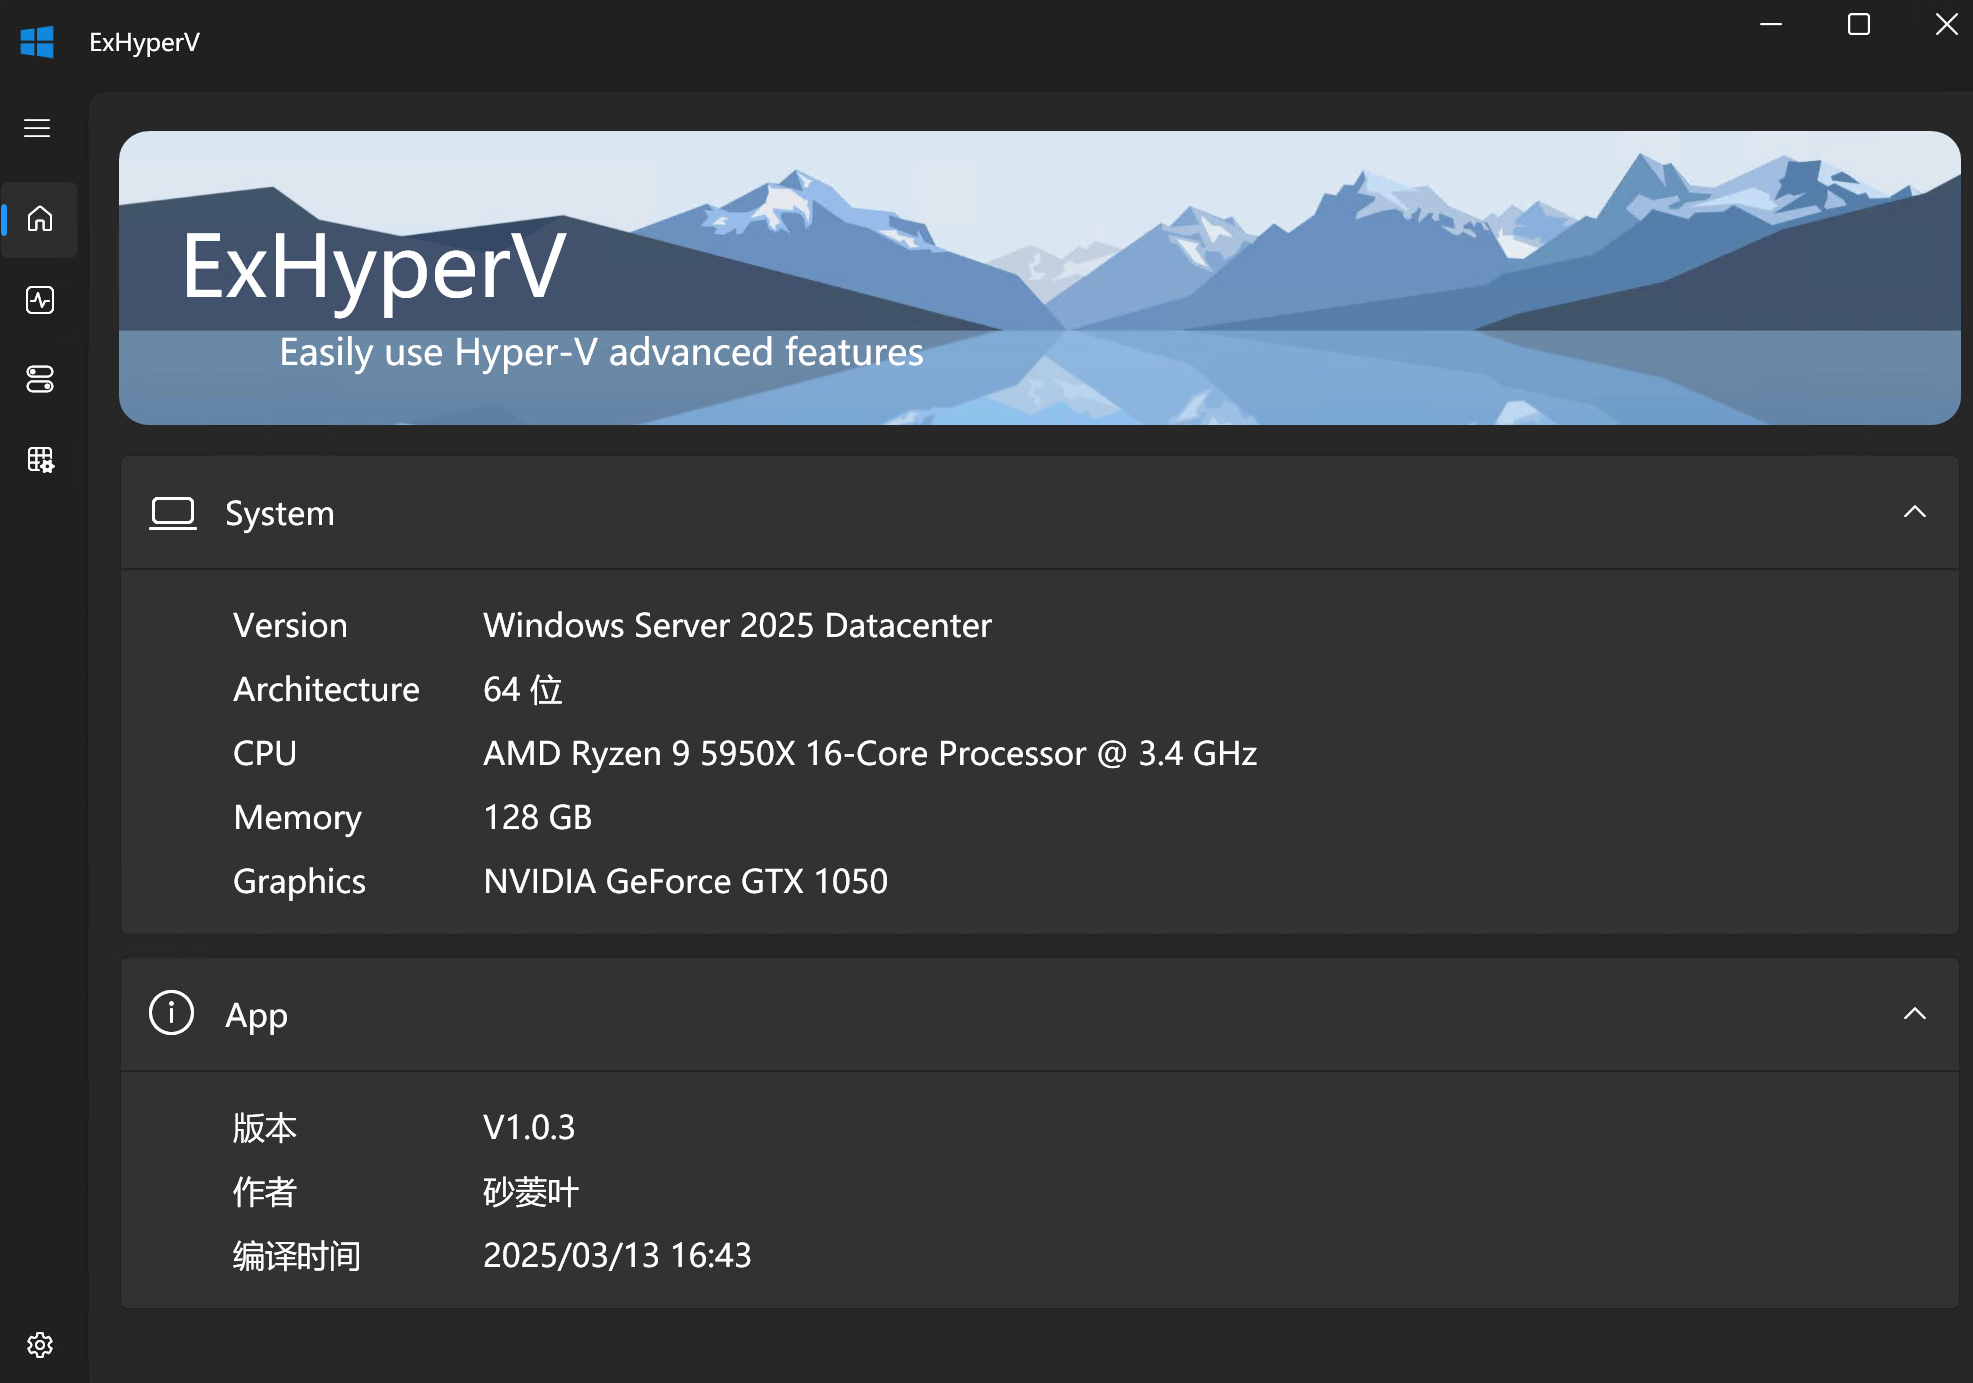 ExHyperV
ExHyperV
Easily use Hyper-V advanced features
System
Version Windows Server 2025 Datacenter
Architecture 64 位
CPU AMD Ryzen 9 5950X 16-Core Processor @ 3.4 GHz
Memory 128 GB
Graphics NVIDIA GeForce GTX 1050
App
版本 V1.0.3
作者 砂菱叶
编译时间 2025/03/13 16:43